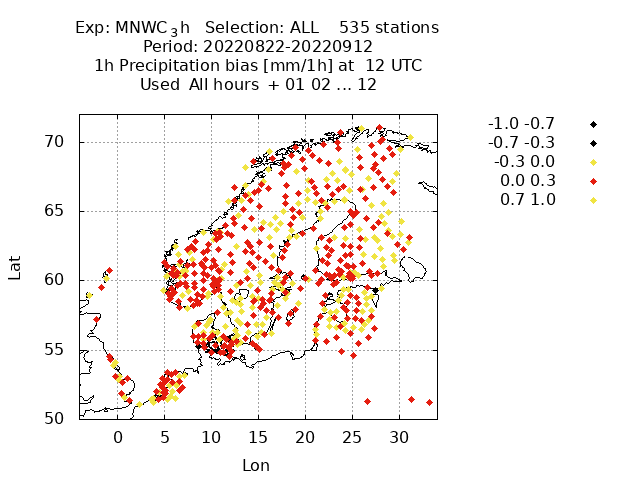 Exp: MNWC_3h Selection: ALL 535 stations
Period: 20220822-20220912
1h Precipitation bias [mm/1h] at 12 UTC
Used All hours + 01 02 ... 12
-1.0 -0.7
-0.7 -0.3
-0.3 0.0
0.0 0.3
0.7 1.0
70
65
60
55
50
Lat
0 5 10 15 20 25 30
Lon